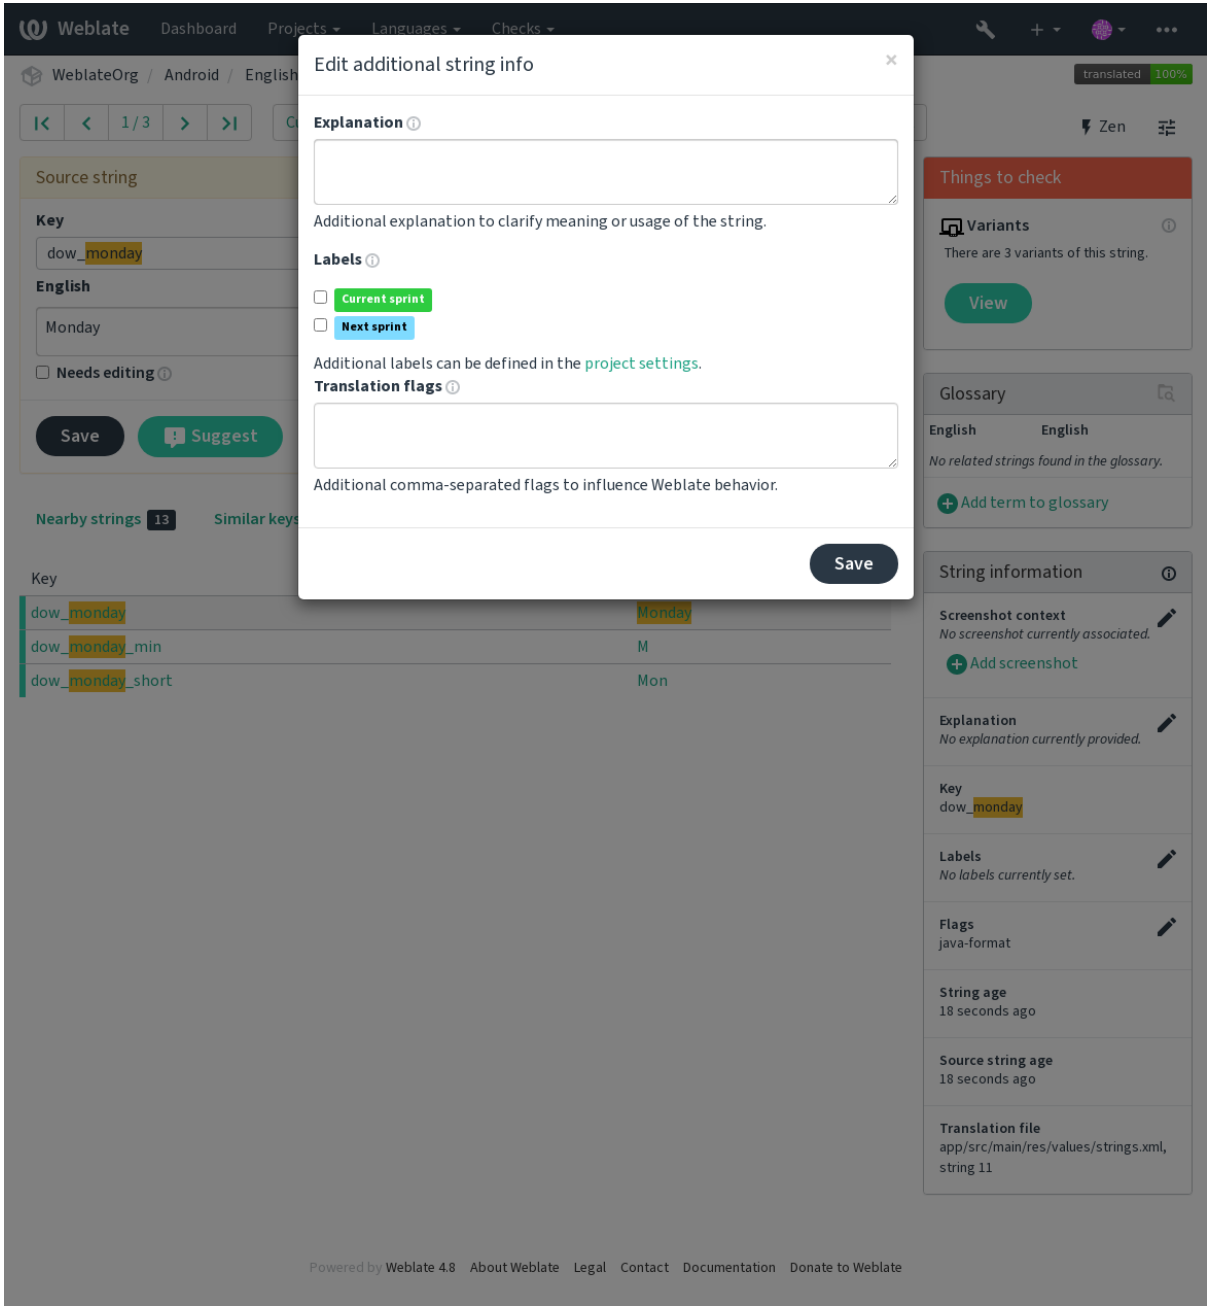 Weblate Dashboard Projects Languages Checks
WeblateOrg / Android / English
translated 100%
1 / 3
Zen
Edit additional string info
×
Explanation
Additional explanation to clarify meaning or usage of the string.
Labels
Current sprint
Next sprint
Additional labels can be defined in the project settings.
Translation flags
Additional comma-separated flags to influence Weblate behavior.
Save
Source string
Key
dow_monday
English
Monday
Needs editing
Save Suggest
Nearby strings 13 Similar keys
Key
dow_monday Monday
dow_monday_min M
dow_monday_short Mon
Things to check
Variants
There are 3 variants of this string.
View
Glossary
English English
No related strings found in the glossary.
Add term to glossary
String information
Screenshot context
No screenshot currently associated.
Add screenshot
Explanation
No explanation currently provided.
Key
dow_monday
Labels
No labels currently set.
Flags
java-format
String age
18 seconds ago
Source string age
18 seconds ago
Translation file
app/src/main/res/values/strings.xml,
string 11
Powered by Weblate 4.8 About Weblate Legal Contact Documentation Donate to Weblate